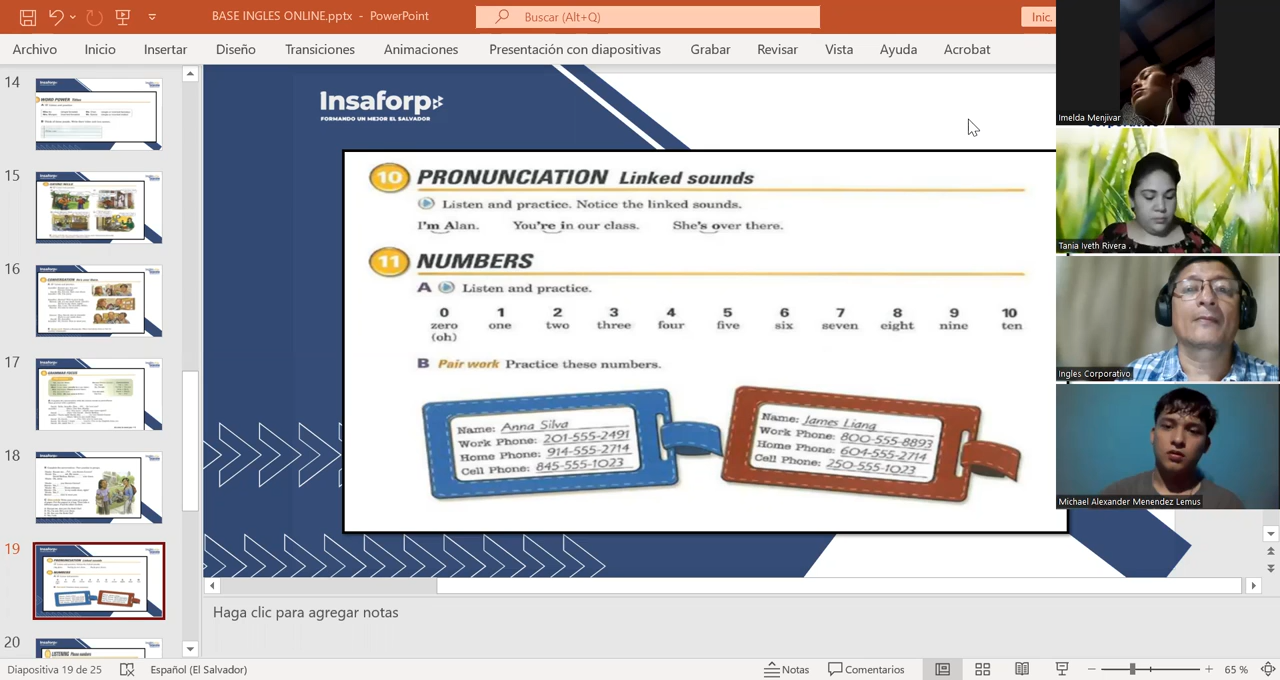 BASE INGLES ONLINE.pptx - PowerPoint
Buscar (Alt+Q)
Inic.
Archivo Inicio Insertar Diseño Transiciones Animaciones Presentación con diapositivas Grabar Revisar Vista Ayuda Acrobat
14
15
16
17
18
19
20
Insaforp
FORMANDO UN MEJOR EL SALVADOR
10 PRONUNCIATION Linked sounds
Listen and practice. Notice the linked sounds.
I'm Alan. You're in our class. She's over there.
11 NUMBERS
A Listen and practice.
0 1 2 3 4 5 6 7 8 9 10
zero one two three four five six seven eight nine ten
(oh)
B Pair work Practice these numbers.
Name: Anna Silva
Work Phone: 201-555-2491
Home Phone: 914-555-2714
Cell Phone: 845-555-1023
Name: James Liang
Work Phone: 800-555-8893
Home Phone: 604-555-2714
Cell Phone: 250-555-1023
Imelda Menjivar
Tania Iveth Rivera .
Ingles Corporativo
Michael Alexander Menendez Lemus
Haga clic para agregar notas
Diapositiva 19 de 25 Español (El Salvador) Notas Comentarios 65 %